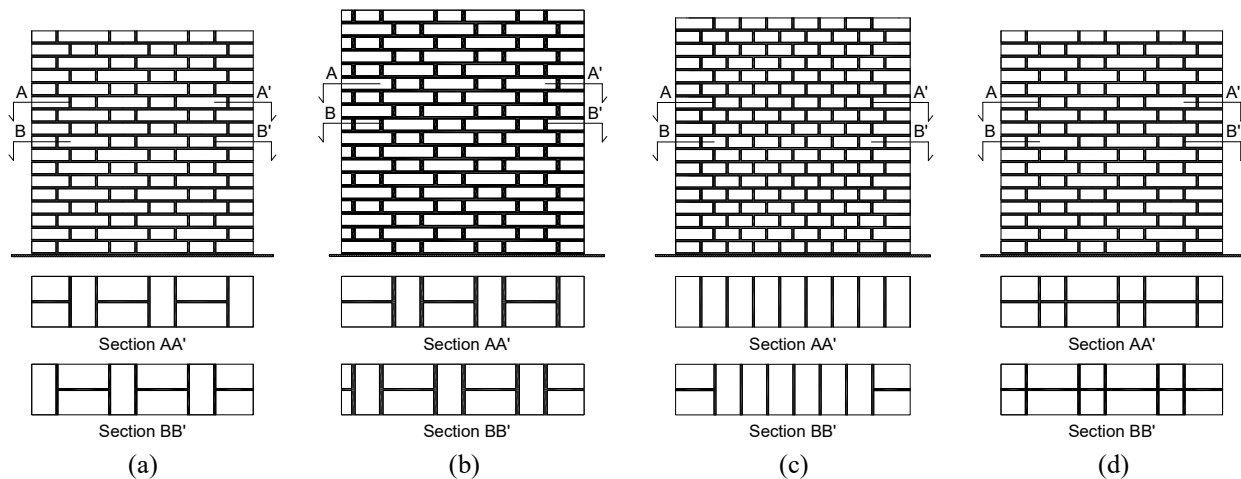 A A'
B B'
Section AA'
Section BB'
(a)
A A'
B B'
Section AA'
Section BB'
(b)
A A'
B B'
Section AA'
Section BB'
(c)
A A'
B B'
Section AA'
Section BB'
(d)